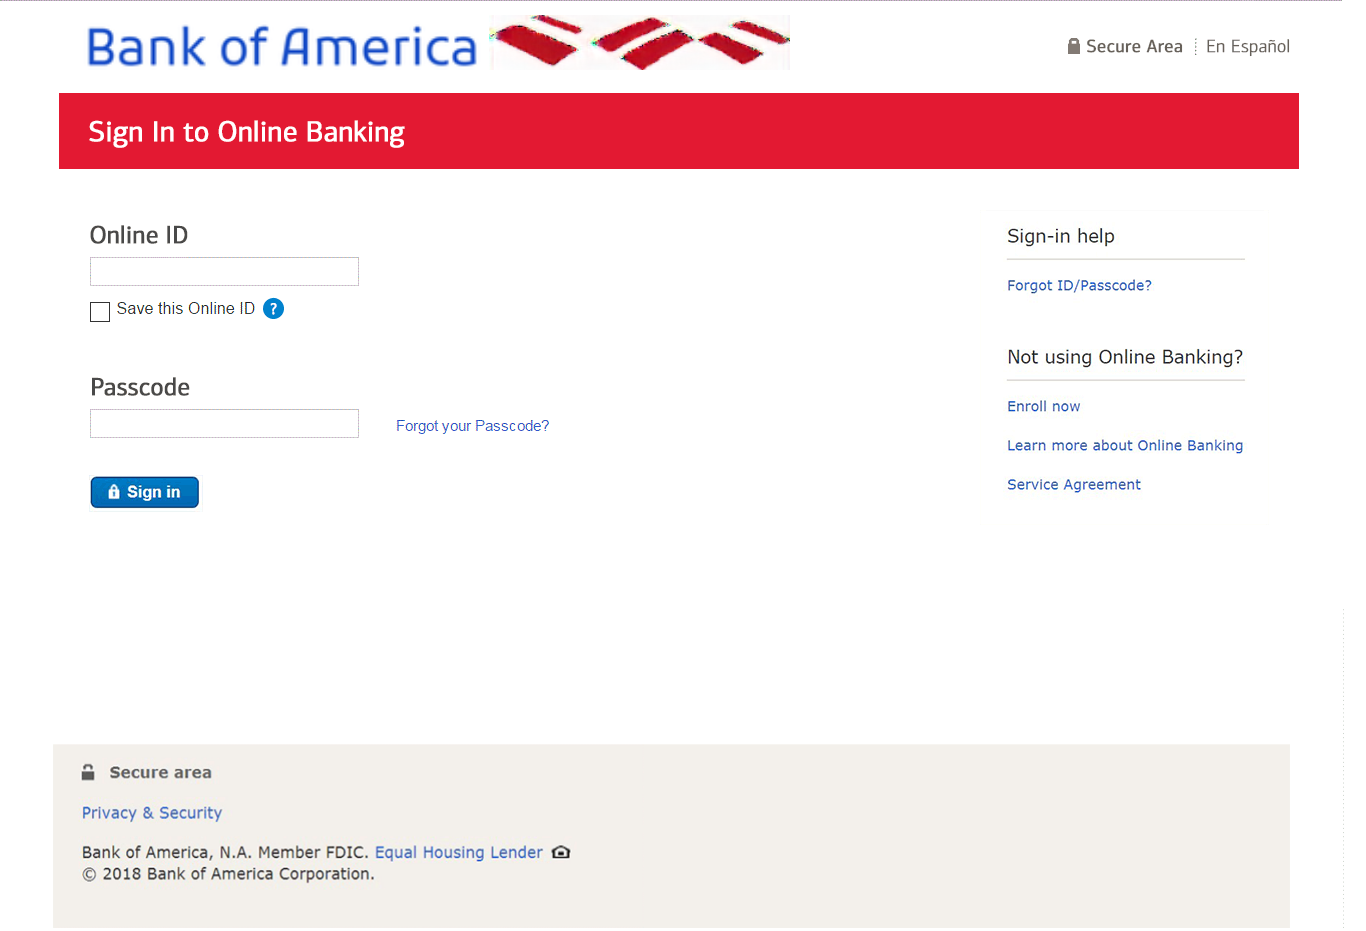 Bank of America
Secure Area
En Español
Sign In to Online Banking
Online ID
Save this Online ID ?
Passcode
Forgot your Passcode?
Sign in
Sign-in help
Forgot ID/Passcode?
Not using Online Banking?
Enroll now
Learn more about Online Banking
Service Agreement
Secure area
Privacy & Security
Bank of America, N.A. Member FDIC. Equal Housing Lender
© 2018 Bank of America Corporation.